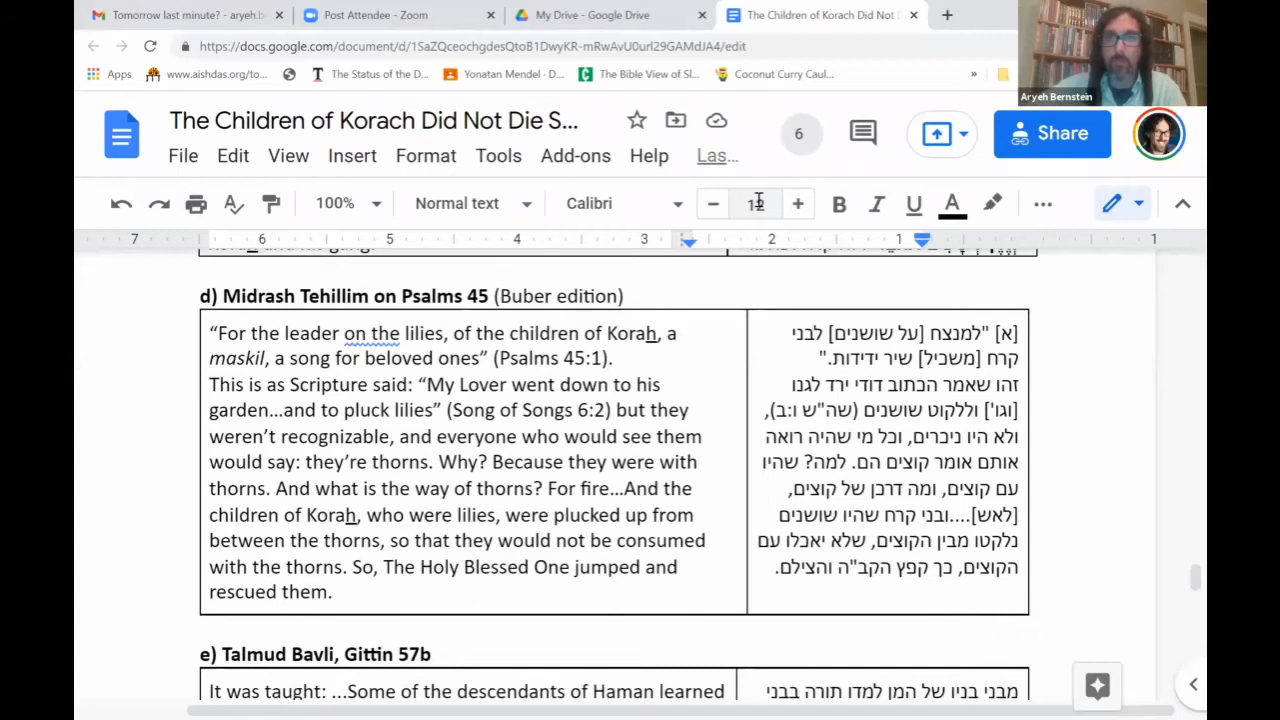 Tomorrow last minute? - aryeh.be
Post Attendee - Zoom
My Drive - Google Drive
The Children of Korach Did Not D
https://docs.google.com/document/d/1SaZQceochgdesQtoB1DwyKR-mRwAvU0url29GAMdJA4/edit
Apps
www.aishdas.org/to...
The Status of the D...
Yonatan Mendel - D...
The Bible View of Sl...
Coconut Curry Caul...
»
Aryeh Bernstein
The Children of Korach Did Not Die S...
6
Share
File Edit View Insert Format Tools Add-ons Help Las...
100% Normal text Calibri 12 B I U A
7 6 5 4 3 2 1 1
d) Midrash Tehillim on Psalms 45 (Buber edition)
“For the leader on the lilies, of the children of Korah, a
maskil, a song for beloved ones” (Psalms 45:1).
This is as Scripture said: “My Lover went down to his
garden…and to pluck lilies” (Song of Songs 6:2) but they
weren’t recognizable, and everyone who would see them
would say: they’re thorns. Why? Because they were with
thorns. And what is the way of thorns? For fire…And the
children of Korah, who were lilies, were plucked up from
between the thorns, so that they would not be consumed
with the thorns. So, The Holy Blessed One jumped and
rescued them.
[א] "למנצח [על שושנים] לבני
קרח [משכיל] שיר ידידות."
זהו שאמר הכתוב דודי ירד לגנו
[וגו'] וללקוט שושנים (שה"ש ו:ב),
ולא היו ניכרים, וכל מי שהיה רואה
אותם אומר קוצים הם. למה? שהיו
עם קוצים, ומה דרכן של קוצים,
[לאש]....ובני קרח שהיו שושנים
נלקטו מבין הקוצים, שלא יאכלו עם
הקוצים, כך קפץ הקב"ה והצילם.
e) Talmud Bavli, Gittin 57b
It was taught: ...Some of the descendants of Haman learned
מבני בניו של המן למדו תורה בבני